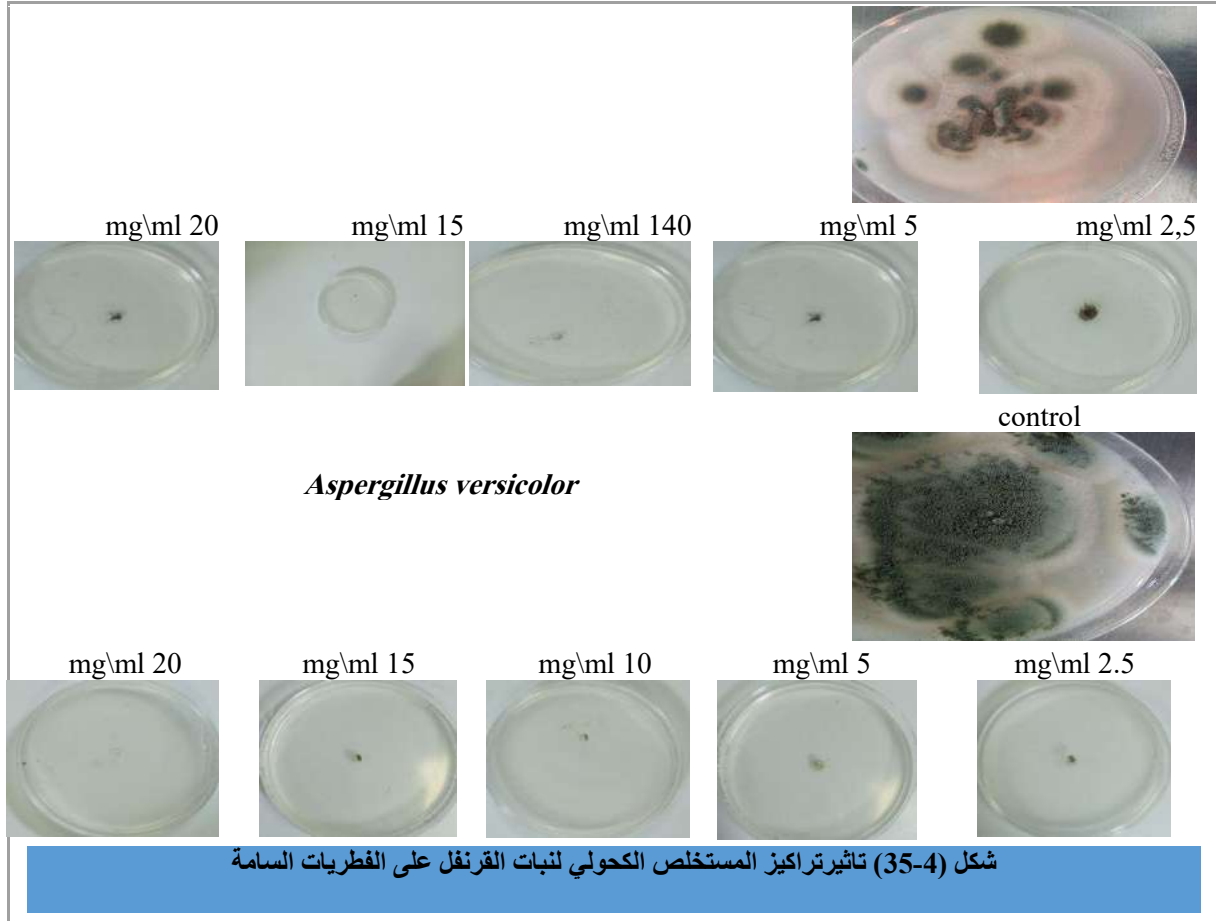 mg\ml 20 mg\ml 15 mg\ml 140 mg\ml 5 mg\ml 2,5
control
Aspergillus versicolor
mg\ml 20 mg\ml 15 mg\ml 10 mg\ml 5 mg\ml 2.5
شكل (4-35) تاثيرتراكيز المستخلص الكحولي لنبات القرنفل على الفطريات السامة